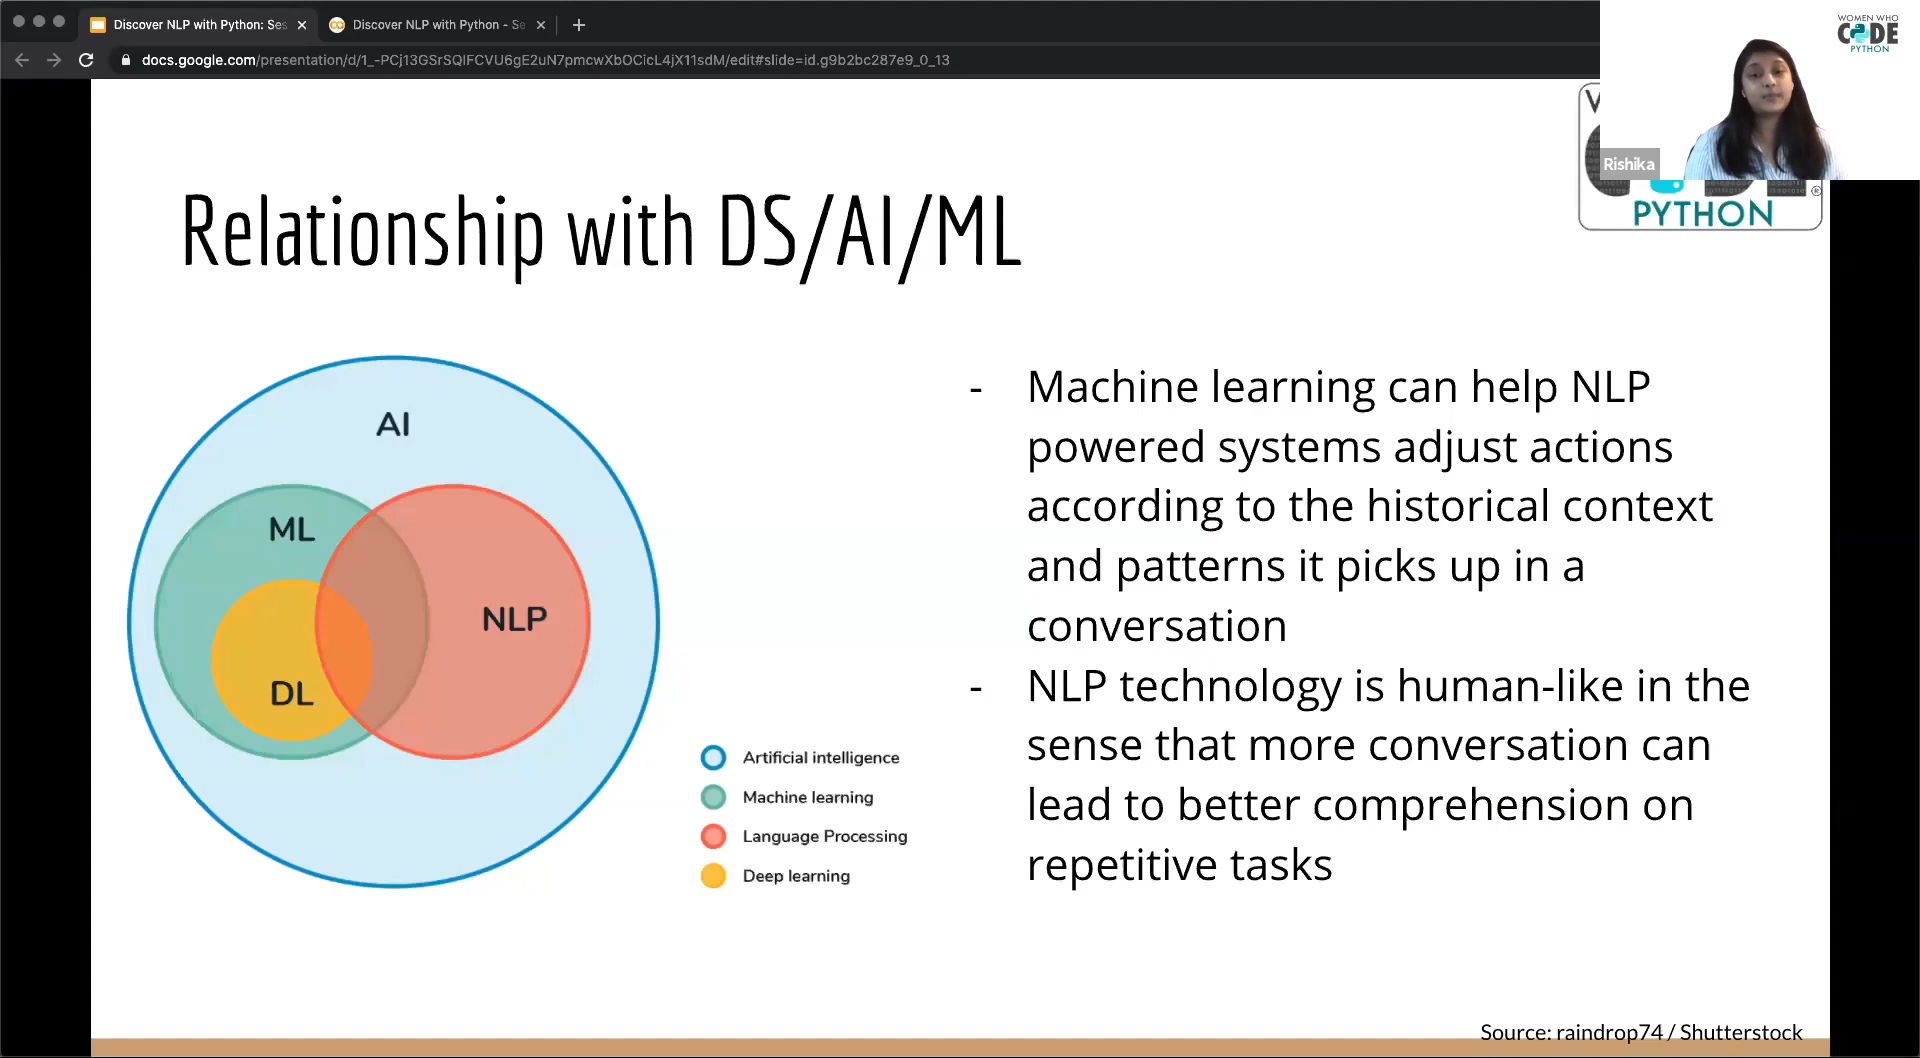 Discover NLP with Python: Ses
Discover NLP with Python - Se
docs.google.com/presentation/d/1_-PCj13GSrSQlFCVU6gE2uN7pmcwXbOCicL4jX11sdM/edit#slide=id.g9b2bc287e9_0_13
WOMEN WHO
CODE
PYTHON
Rishika
PYTHON
®
Relationship with DS/AI/ML
AI
ML
NLP
DL
Artificial intelligence
Machine learning
Language Processing
Deep learning
- Machine learning can help NLP
powered systems adjust actions
according to the historical context
and patterns it picks up in a
conversation
- NLP technology is human-like in the
sense that more conversation can
lead to better comprehension on
repetitive tasks
Source: raindrop74 / Shutterstock